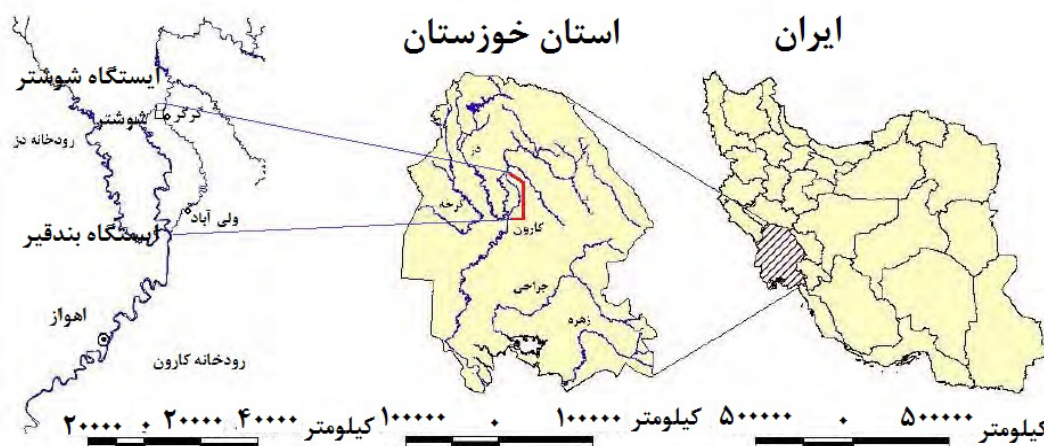 ایران
استان خوزستان
ایستگاه شوشتر
گرگر
شوشتر
رودخانه دز
ولی آباد
ایستگاه بندقیر
اهواز
رودخانه کارون
دز
کرخه
کارون
جراحی
زهره
۲۰۰۰۰ ۰ ۲۰۰۰۰ ۴۰۰۰۰ کیلومتر
۱۰۰۰۰۰ ۰ ۱۰۰۰۰۰ کیلومتر
۵۰۰۰۰۰ ۰ ۵۰۰۰۰۰